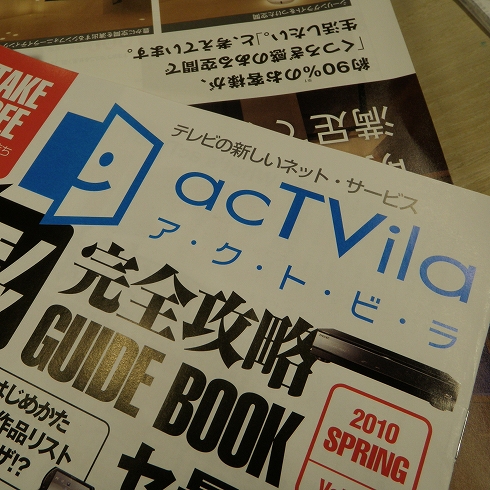 約90%のお客様が、
「くつろぎ感のある空間で
生活したい。」と、考えています。
満足
TAKE
FREE
テレビの新しいネット・サービス
acTVila
ア・ク・ト・ビ・ラ
完全攻略
GUIDE BOOK
2010
SPRING
はじめかた
作品リスト